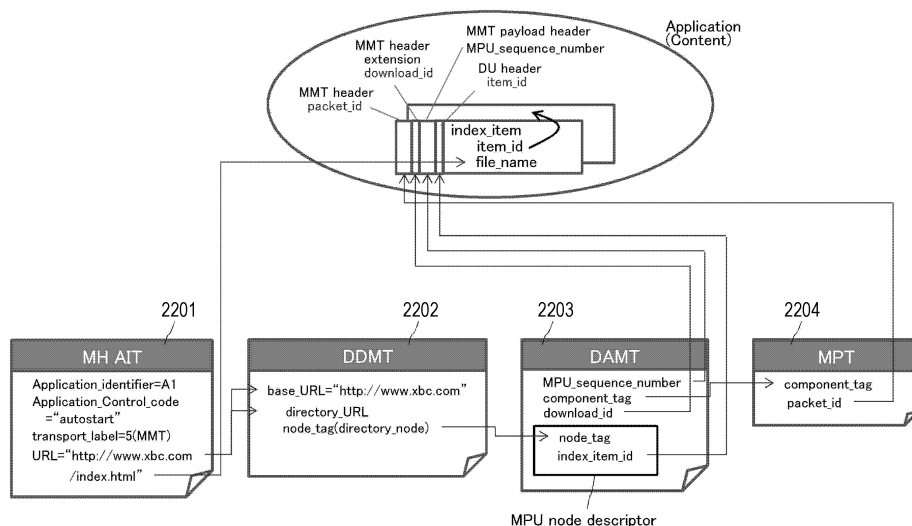 Application
(Content)
MMT payload header
MPU_sequence_number
MMT header
extension
download_id
DU header
item_id
MMT header
packet_id
index_item
item_id
file_name
2201
2202
2203
2204
MH AIT
Application_identifier=A1
Application_Control_code
="autostart"
transport_label=5(MMT)
URL="http://www.xbc.com
/index.html"
DDMT
base_URL="http://www.xbc.com"
directory_URL
node_tag(directory_node)
DAMT
MPU_sequence_number
component_tag
download_id
node_tag
index_item_id
MPU node descriptor
MPT
component_tag
packet_id